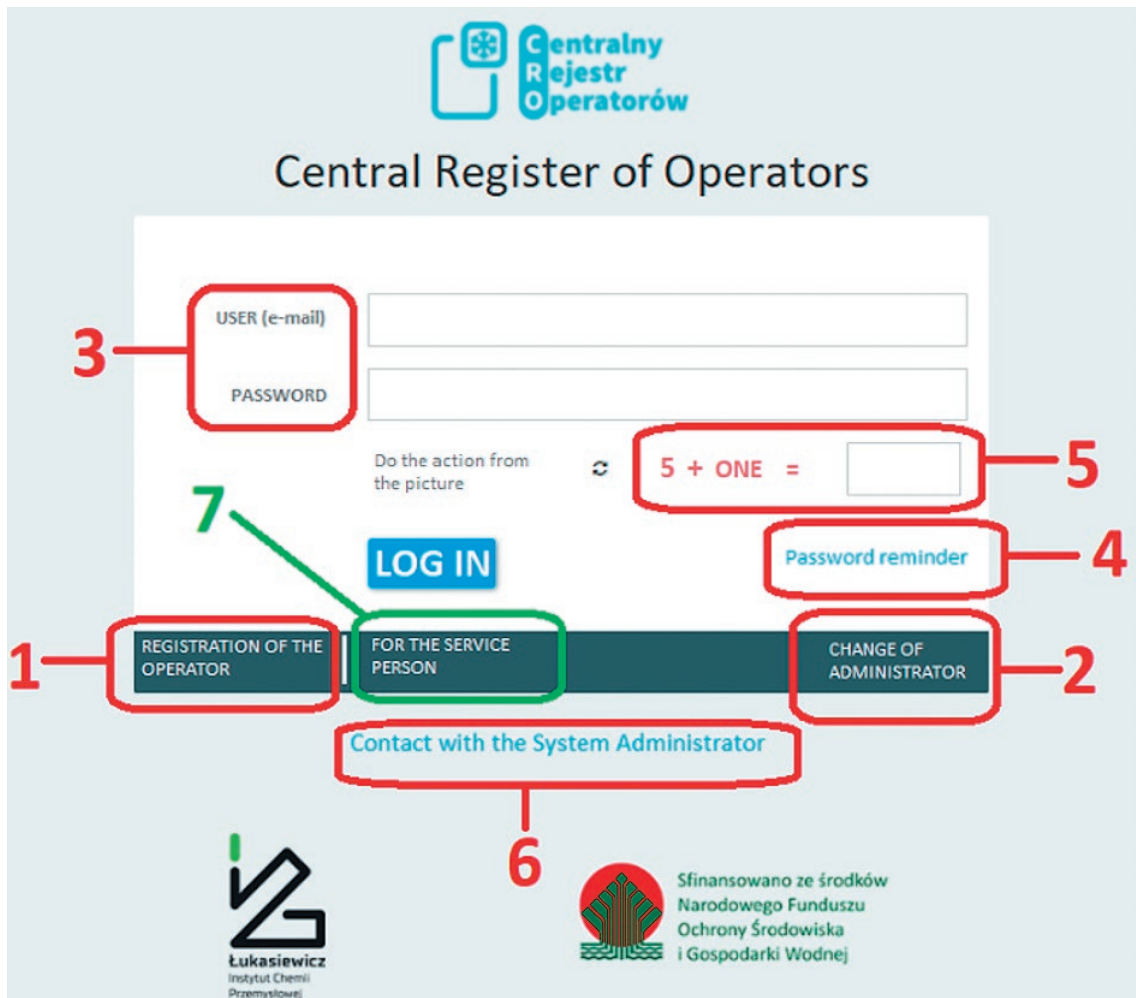 Centralny
Rejestr
Operatorów
Central Register of Operators
3
USER (e-mail)
PASSWORD
Do the action from
the picture
5 + ONE =
5
7
LOG IN
Password reminder
4
1
REGISTRATION OF THE
OPERATOR
FOR THE SERVICE
PERSON
CHANGE OF
ADMINISTRATOR
2
Contact with the System Administrator
6
Łukasiewicz
Instytut Chemii
Przemysłowej
Sfinansowano ze środków
Narodowego Funduszu
Ochrony Środowiska
i Gospodarki Wodnej